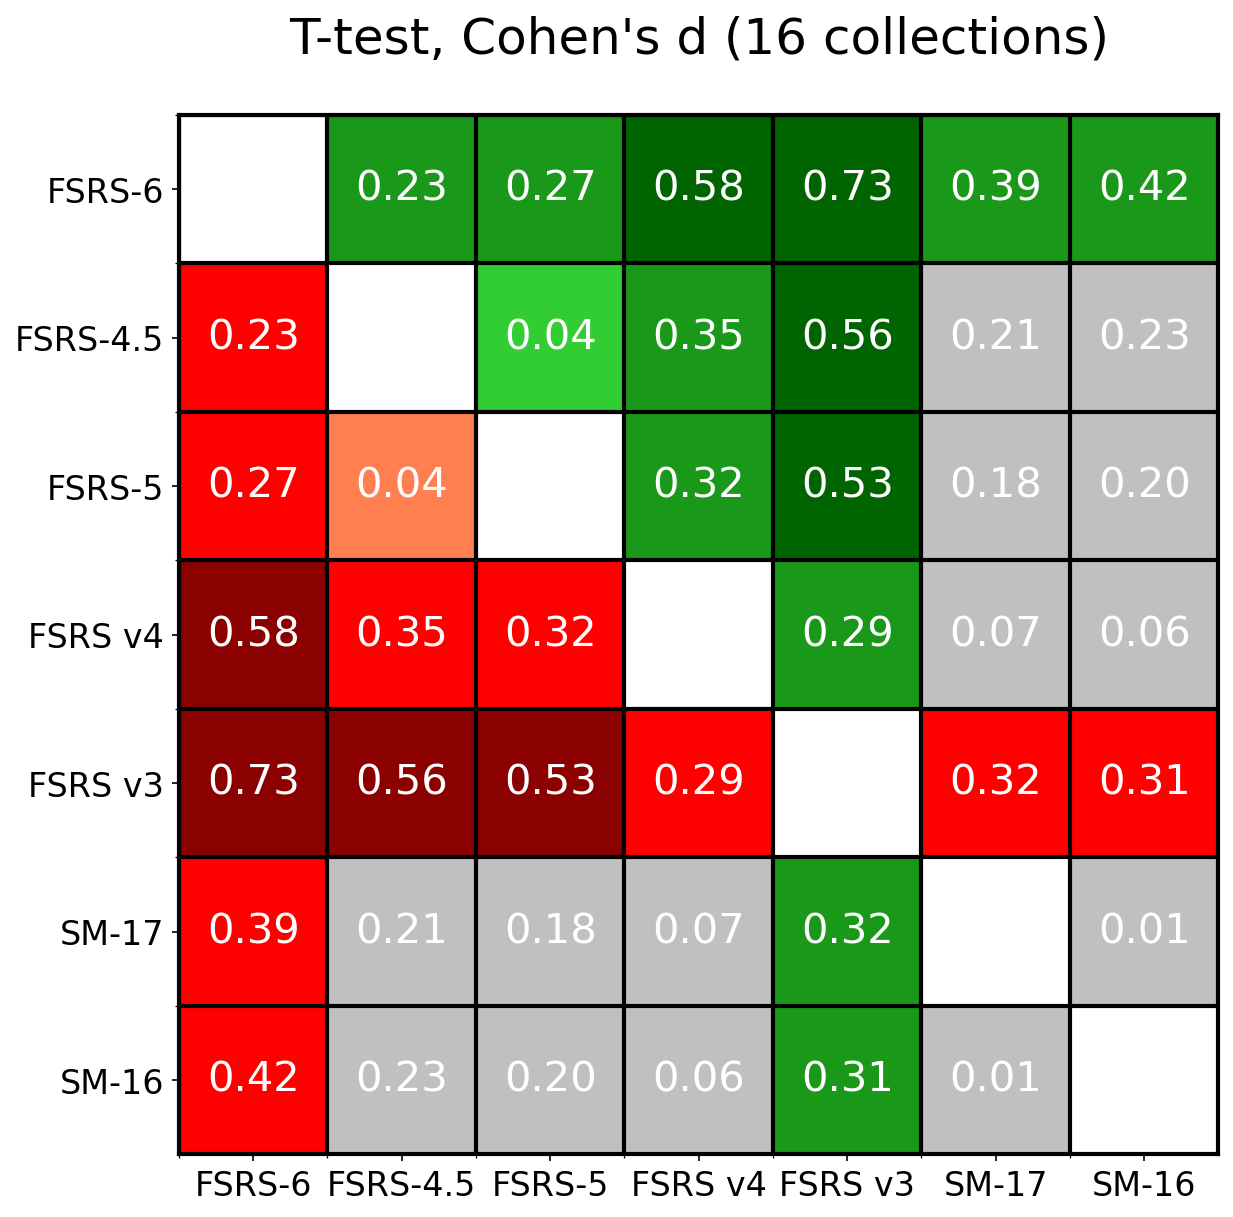 T-test, Cohen's d (16 collections)
FSRS-6 0.23 0.27 0.58 0.73 0.39 0.42
FSRS-4.5 0.23 0.04 0.35 0.56 0.21 0.23
FSRS-5 0.27 0.04 0.32 0.53 0.18 0.20
FSRS v4 0.58 0.35 0.32 0.29 0.07 0.06
FSRS v3 0.73 0.56 0.53 0.29 0.32 0.31
SM-17 0.39 0.21 0.18 0.07 0.32 0.01
SM-16 0.42 0.23 0.20 0.06 0.31 0.01
FSRS-6 FSRS-4.5 FSRS-5 FSRS v4 FSRS v3 SM-17 SM-16